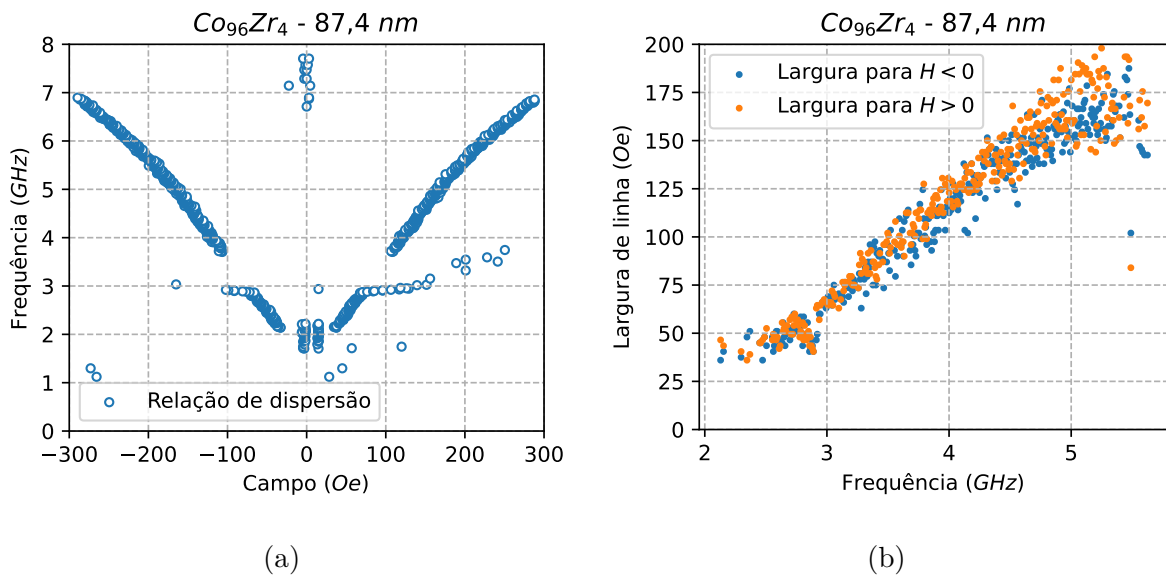 Co₉₆Zr₄ - 87,4 nm
Frequência (GHz)
8
7
6
5
4
3
2
1
0
Relação de dispersão
−300 −200 −100 0 100 200 300
Campo (Oe)
(a)
Co₉₆Zr₄ - 87,4 nm
Largura de linha (Oe)
200
175
150
125
100
75
50
25
0
Largura para H < 0
Largura para H > 0
2 3 4 5
Frequência (GHz)
(b)